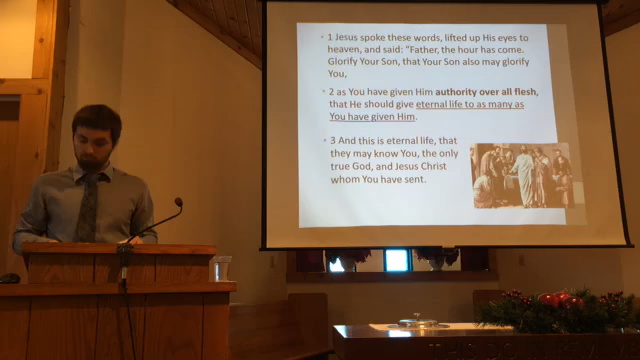 • 1 Jesus spoke these words, lifted up His eyes to
heaven, and said: "Father, the hour has come.
Glorify Your Son, that Your Son also may glorify
You,
• 2 as You have given Him authority over all flesh,
that He should give eternal life to as many as
You have given Him.
• 3 And this is eternal life, that
they may know You, the only
true God, and Jesus Christ
whom You have sent.